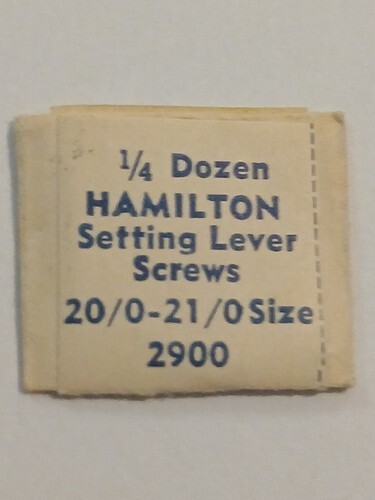 1/4 Dozen
HAMILTON
Setting Lever
Screws
20/0-21/0 Size
2900